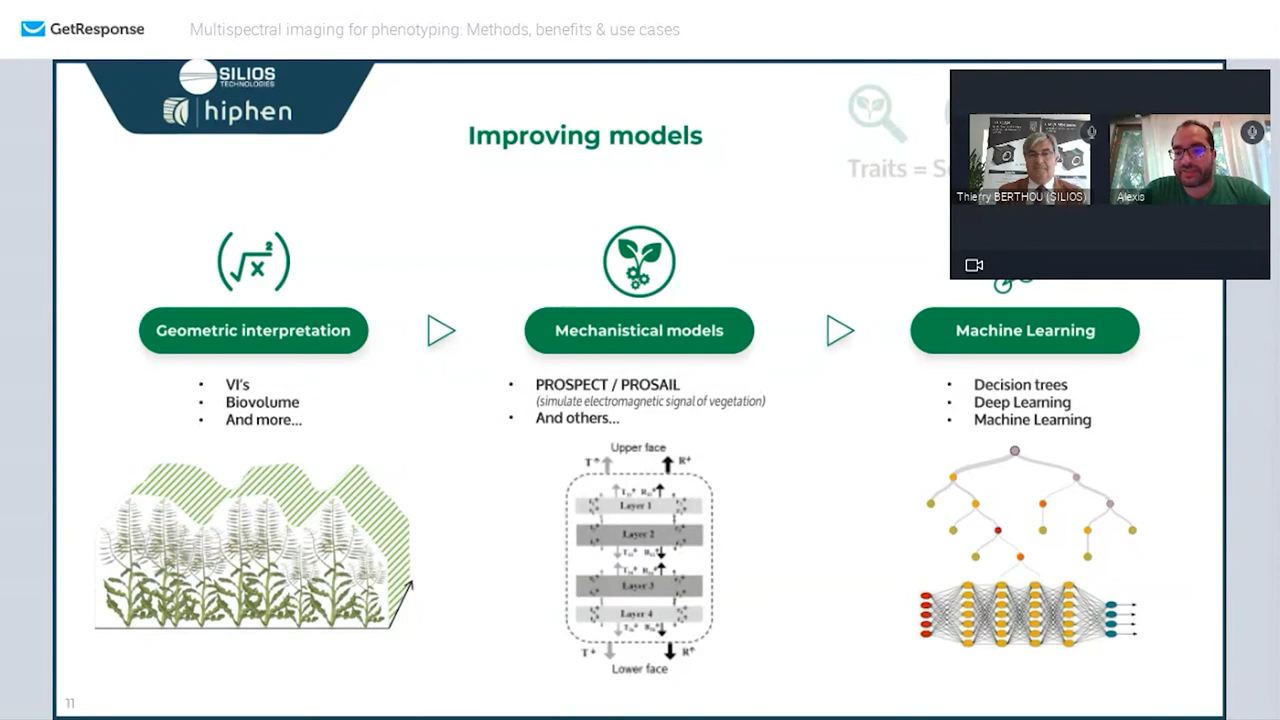 GetResponse
Multispectral imaging for phenotyping: Methods, benefits & use cases
SILIOS
TECHNOLOGIES
hiphen
Improving models
Traits =
Thierry BERTHOU (SILIOS)
Alexis
Geometric interpretation
Mechanistical models
Machine Learning
• VI's
• Biovolume
• And more...
• PROSPECT / PROSAIL
(simulate electromagnetic signal of vegetation)
• And others...
• Decision trees
• Deep Learning
• Machine Learning
Upper face
Layer 1
Layer 2
Layer 3
Layer 4
Lower face
11